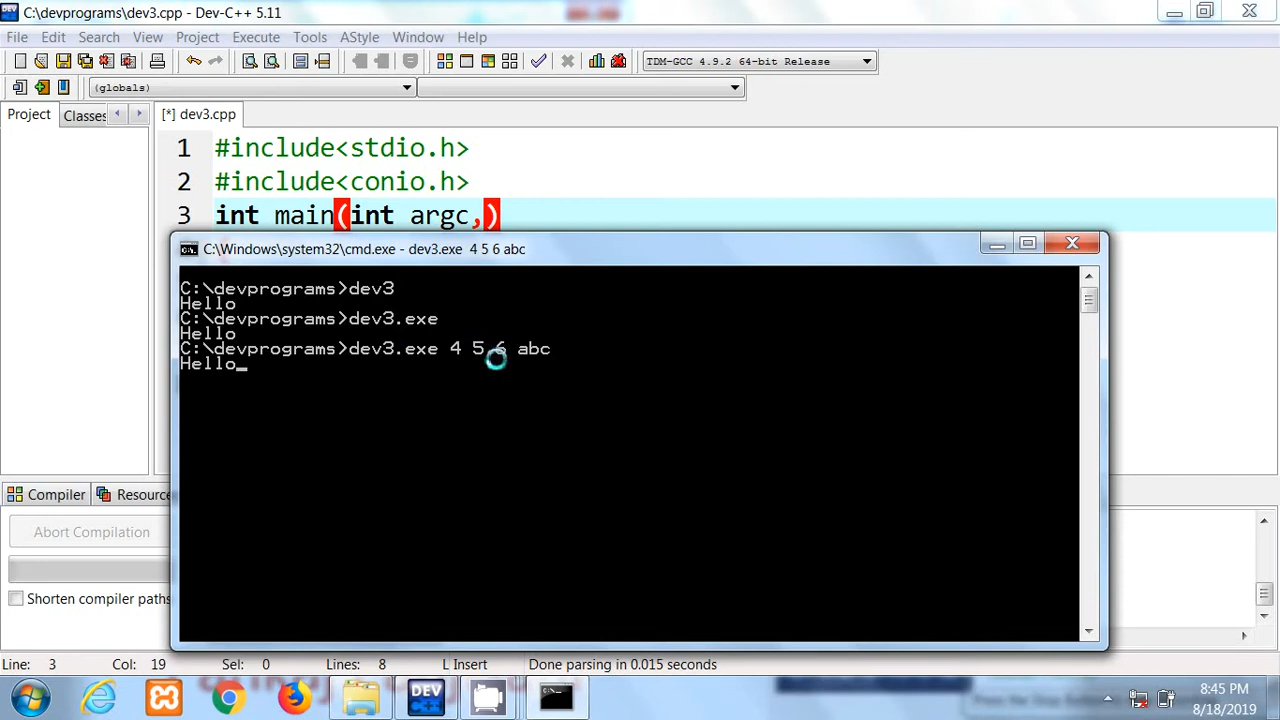 C:\devprograms\dev3.cpp - Dev-C++ 5.11
File Edit Search View Project Execute Tools AStyle Window Help
TDM-GCC 4.9.2 64-bit Release
(globals)
Project Classes [*] dev3.cpp
1 #include<stdio.h>
2 #include<conio.h>
3 int main(int argc,)
C:\Windows\system32\cmd.exe - dev3.exe 4 5 6 abc
C:\devprograms>dev3
Hello
C:\devprograms>dev3.exe
Hello
C:\devprograms>dev3.exe 4 5 6 abc
Hello_
Compiler Resource
Abort Compilation
Shorten compiler paths
Line: 3 Col: 19 Sel: 0 Lines: 8 Insert Done parsing in 0.015 seconds
DEV
8:45 PM
8/18/2019